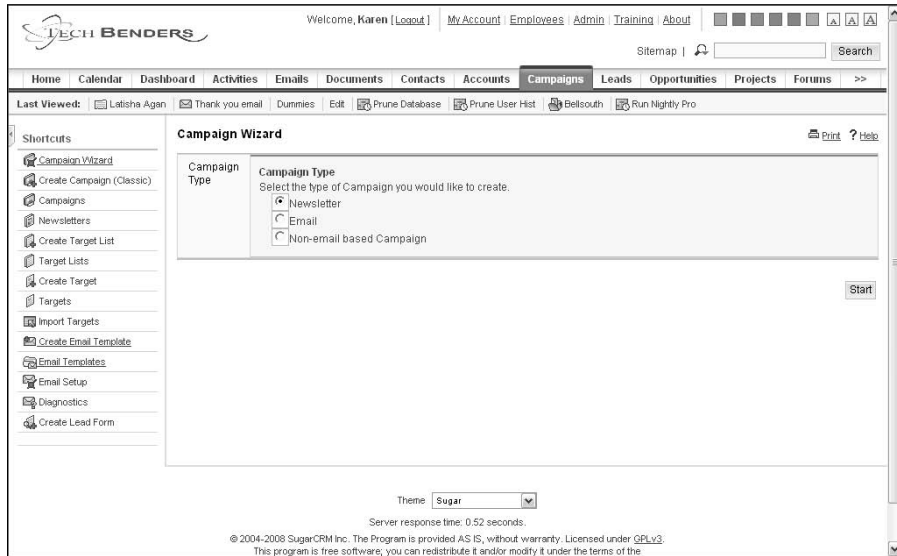 TECH BENDERS
Welcome, Karen [ Logout ] My Account | Employees | Admin | Training | About A A A
Sitemap | Search
Home Calendar Dashboard Activities Emails Documents Contacts Accounts Campaigns Leads Opportunities Projects Forums >>
Last Viewed: Latisha Agan Thank you email Dummies Edit Prune Database Prune User Hist Bellsouth Run Nightly Pro
Shortcuts
Campaign Wizard
Create Campaign (Classic)
Campaigns
Newsletters
Create Target List
Target Lists
Create Target
Targets
Import Targets
Create Email Template
Email Templates
Email Setup
Diagnostics
Create Lead Form
Campaign Wizard
Print ? Help
Campaign Type
Campaign Type
Select the type of Campaign you would like to create.
Newsletter
Email
Non-email based Campaign
Start
Theme Sugar
Server response time: 0.52 seconds.
© 2004-2008 SugarCRM Inc. The Program is provided AS IS, without warranty. Licensed under GPLv3.
This program is free software; you can redistribute it and/or modify it under the terms of the